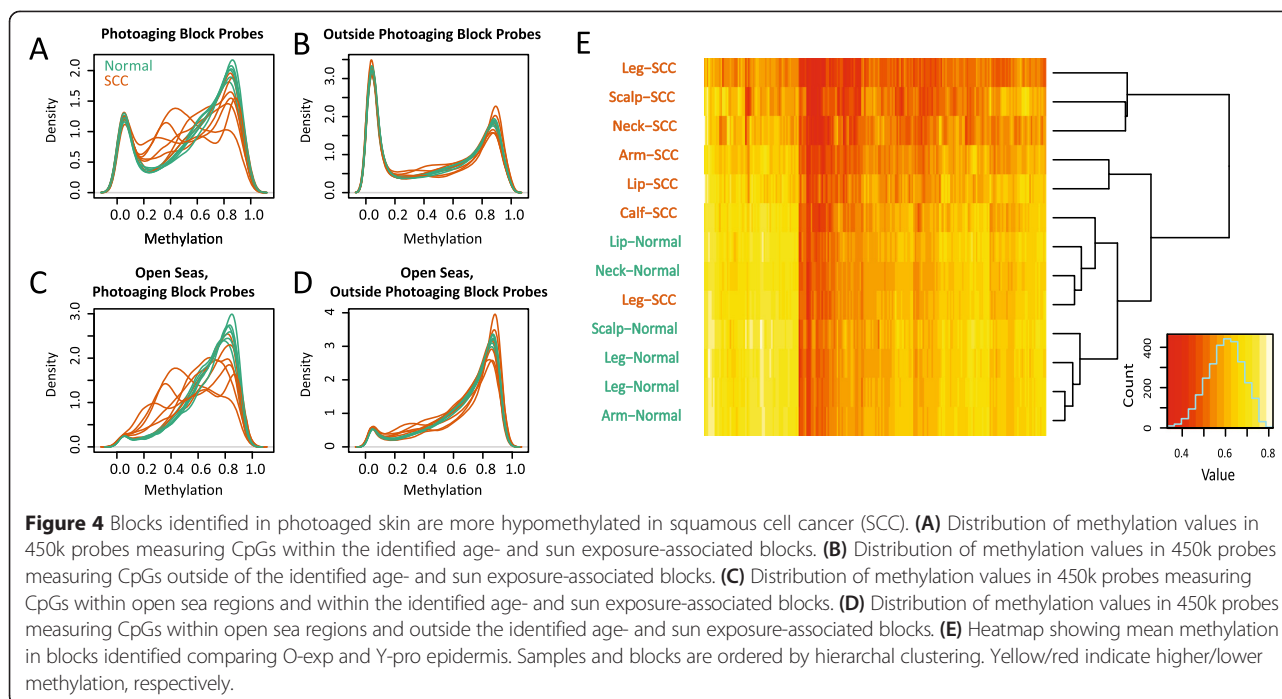 A
Photoaging Block Probes
Normal
SCC
Density
0.0 0.5 1.0 1.5 2.0
0.0 0.2 0.4 0.6 0.8 1.0
Methylation
B
Outside Photoaging Block Probes
Density
0.0 1.0 2.0 3.0
0.0 0.2 0.4 0.6 0.8 1.0
Methylation
C
Open Seas,
Photoaging Block Probes
Density
0.0 1.0 2.0 3.0
0.0 0.2 0.4 0.6 0.8 1.0
Methylation
D
Open Seas,
Outside Photoaging Block Probes
Density
0 1 2 3 4
0.0 0.2 0.4 0.6 0.8 1.0
Methylation
E
Leg–SCC
Scalp–SCC
Neck–SCC
Arm–SCC
Lip–SCC
Calf–SCC
Lip–Normal
Neck–Normal
Leg–SCC
Scalp–Normal
Leg–Normal
Leg–Normal
Arm–Normal
Count
0 200 400
0.4 0.6 0.8
Value
Figure 4 Blocks identified in photoaged skin are more hypomethylated in squamous cell cancer (SCC). (A) Distribution of methylation values in
450k probes measuring CpGs within the identified age- and sun exposure-associated blocks. (B) Distribution of methylation values in 450k probes
measuring CpGs outside of the identified age- and sun exposure-associated blocks. (C) Distribution of methylation values in 450k probes measuring
CpGs within open sea regions and within the identified age- and sun exposure-associated blocks. (D) Distribution of methylation values in 450k probes
measuring CpGs within open sea regions and outside the identified age- and sun exposure-associated blocks. (E) Heatmap showing mean methylation
in blocks identified comparing O-exp and Y-pro epidermis. Samples and blocks are ordered by hierarchal clustering. Yellow/red indicate higher/lower
methylation, respectively.